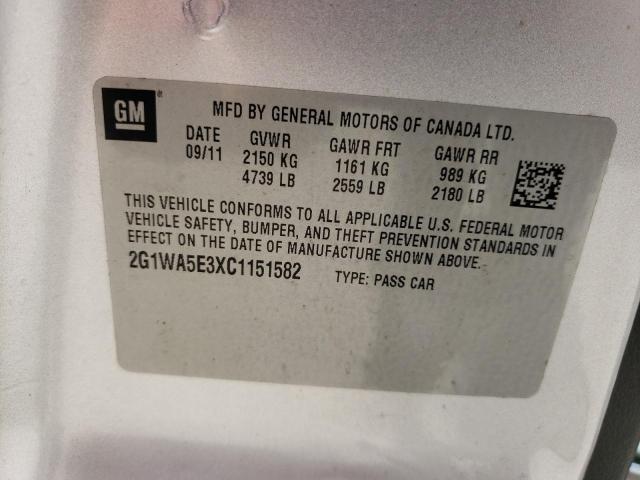 GM
®
MFD BY GENERAL MOTORS OF CANADA LTD.
DATE GVWR GAWR FRT GAWR RR
09/11 2150 KG 1161 KG 989 KG
4739 LB 2559 LB 2180 LB
THIS VEHICLE CONFORMS TO ALL APPLICABLE U.S. FEDERAL MOTOR
VEHICLE SAFETY, BUMPER, AND THEFT PREVENTION STANDARDS IN
EFFECT ON THE DATE OF MANUFACTURE SHOWN ABOVE.
2G1WA5E3XC1151582 TYPE: PASS CAR